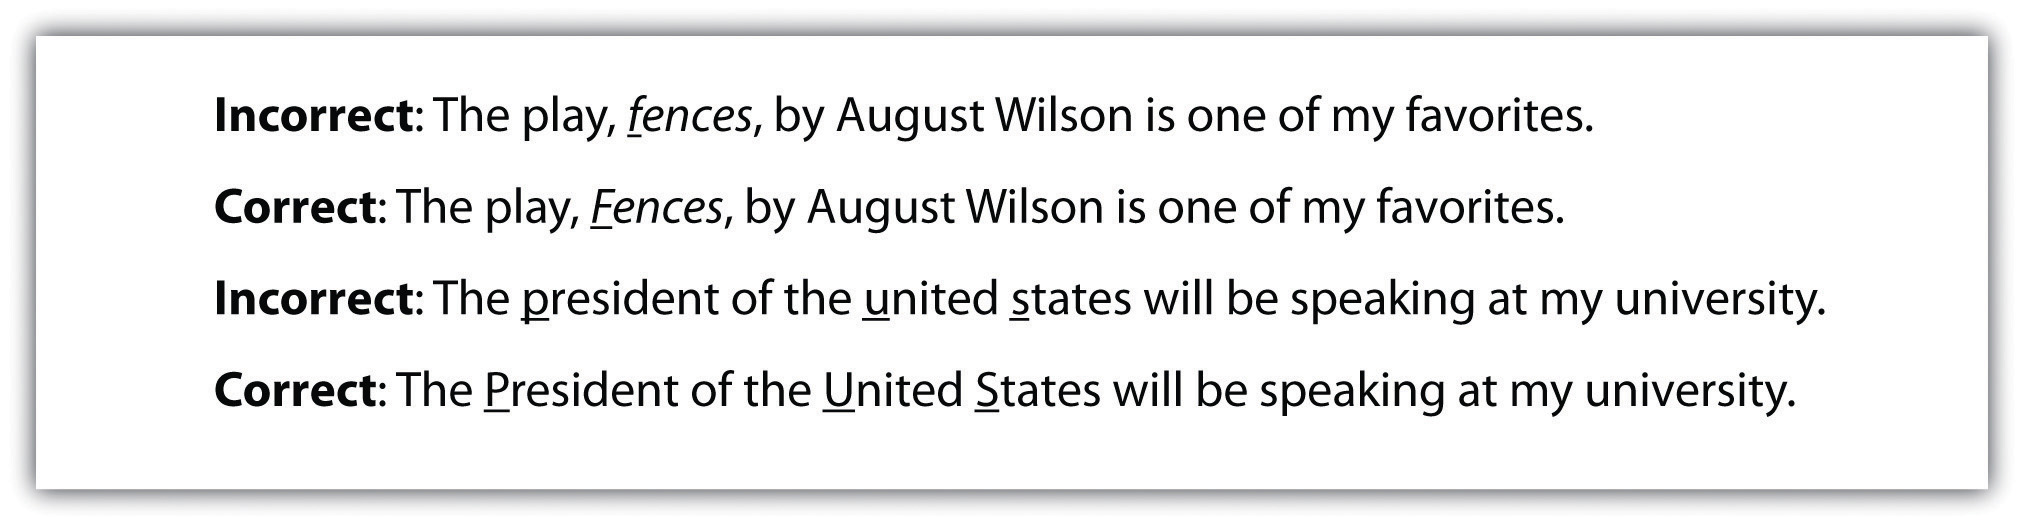 Incorrect: The play, fences, by August Wilson is one of my favorites.
Correct: The play, Fences, by August Wilson is one of my favorites.
Incorrect: The president of the united states will be speaking at my university.
Correct: The President of the United States will be speaking at my university.